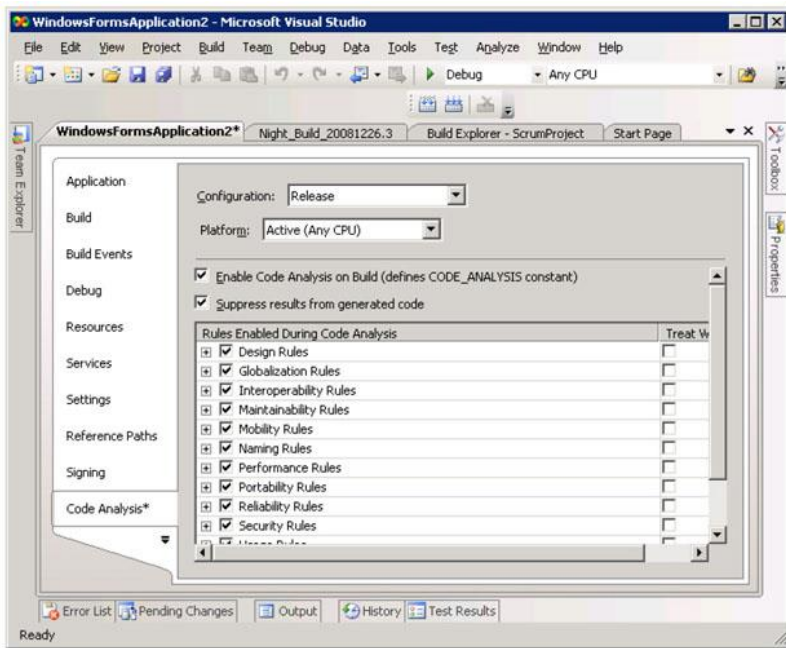 WindowsFormsApplication2 - Microsoft Visual Studio
File Edit View Project Build Team Debug Data Tools Test Analyze Window Help
Debug Any CPU
WindowsFormsApplication2* Night_Build_20081226.3 Build Explorer - ScrumProject Start Page
Team Explorer
Toolbox
Properties
Application
Build
Build Events
Debug
Resources
Services
Settings
Reference Paths
Signing
Code Analysis*
Configuration: Release
Platform: Active (Any CPU)
Enable Code Analysis on Build (defines CODE_ANALYSIS constant)
Suppress results from generated code
Rules Enabled During Code Analysis Treat W
Design Rules
Globalization Rules
Interoperability Rules
Maintainability Rules
Mobility Rules
Naming Rules
Performance Rules
Portability Rules
Reliability Rules
Security Rules
Usage Rules
Error List Pending Changes Output History Test Results
Ready